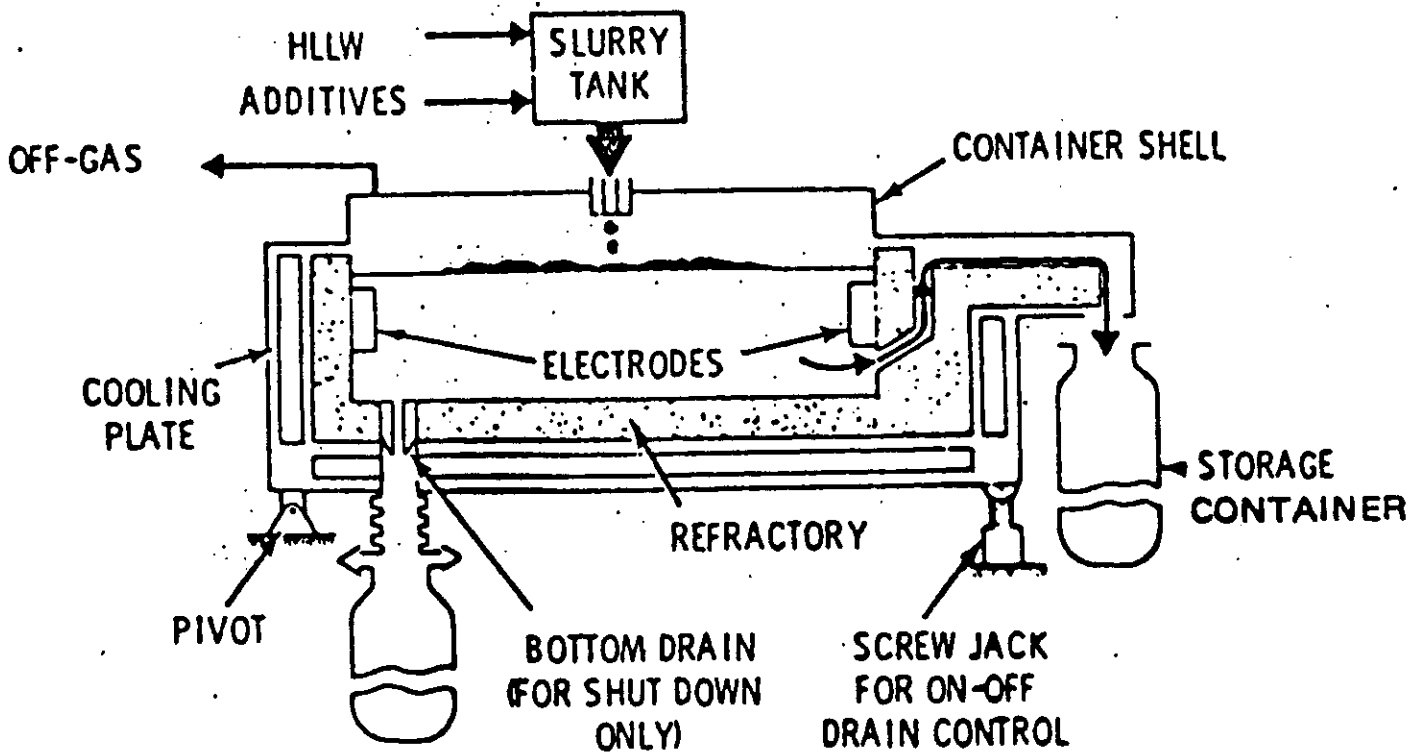 HLLW
ADDITIVES
SLURRY
TANK
OFF-GAS
CONTAINER SHELL
ELECTRODES
COOLING
PLATE
STORAGE
CONTAINER
REFRACTORY
PIVOT
BOTTOM DRAIN
(FOR SHUT DOWN
ONLY)
SCREW JACK
FOR ON-OFF
DRAIN CONTROL